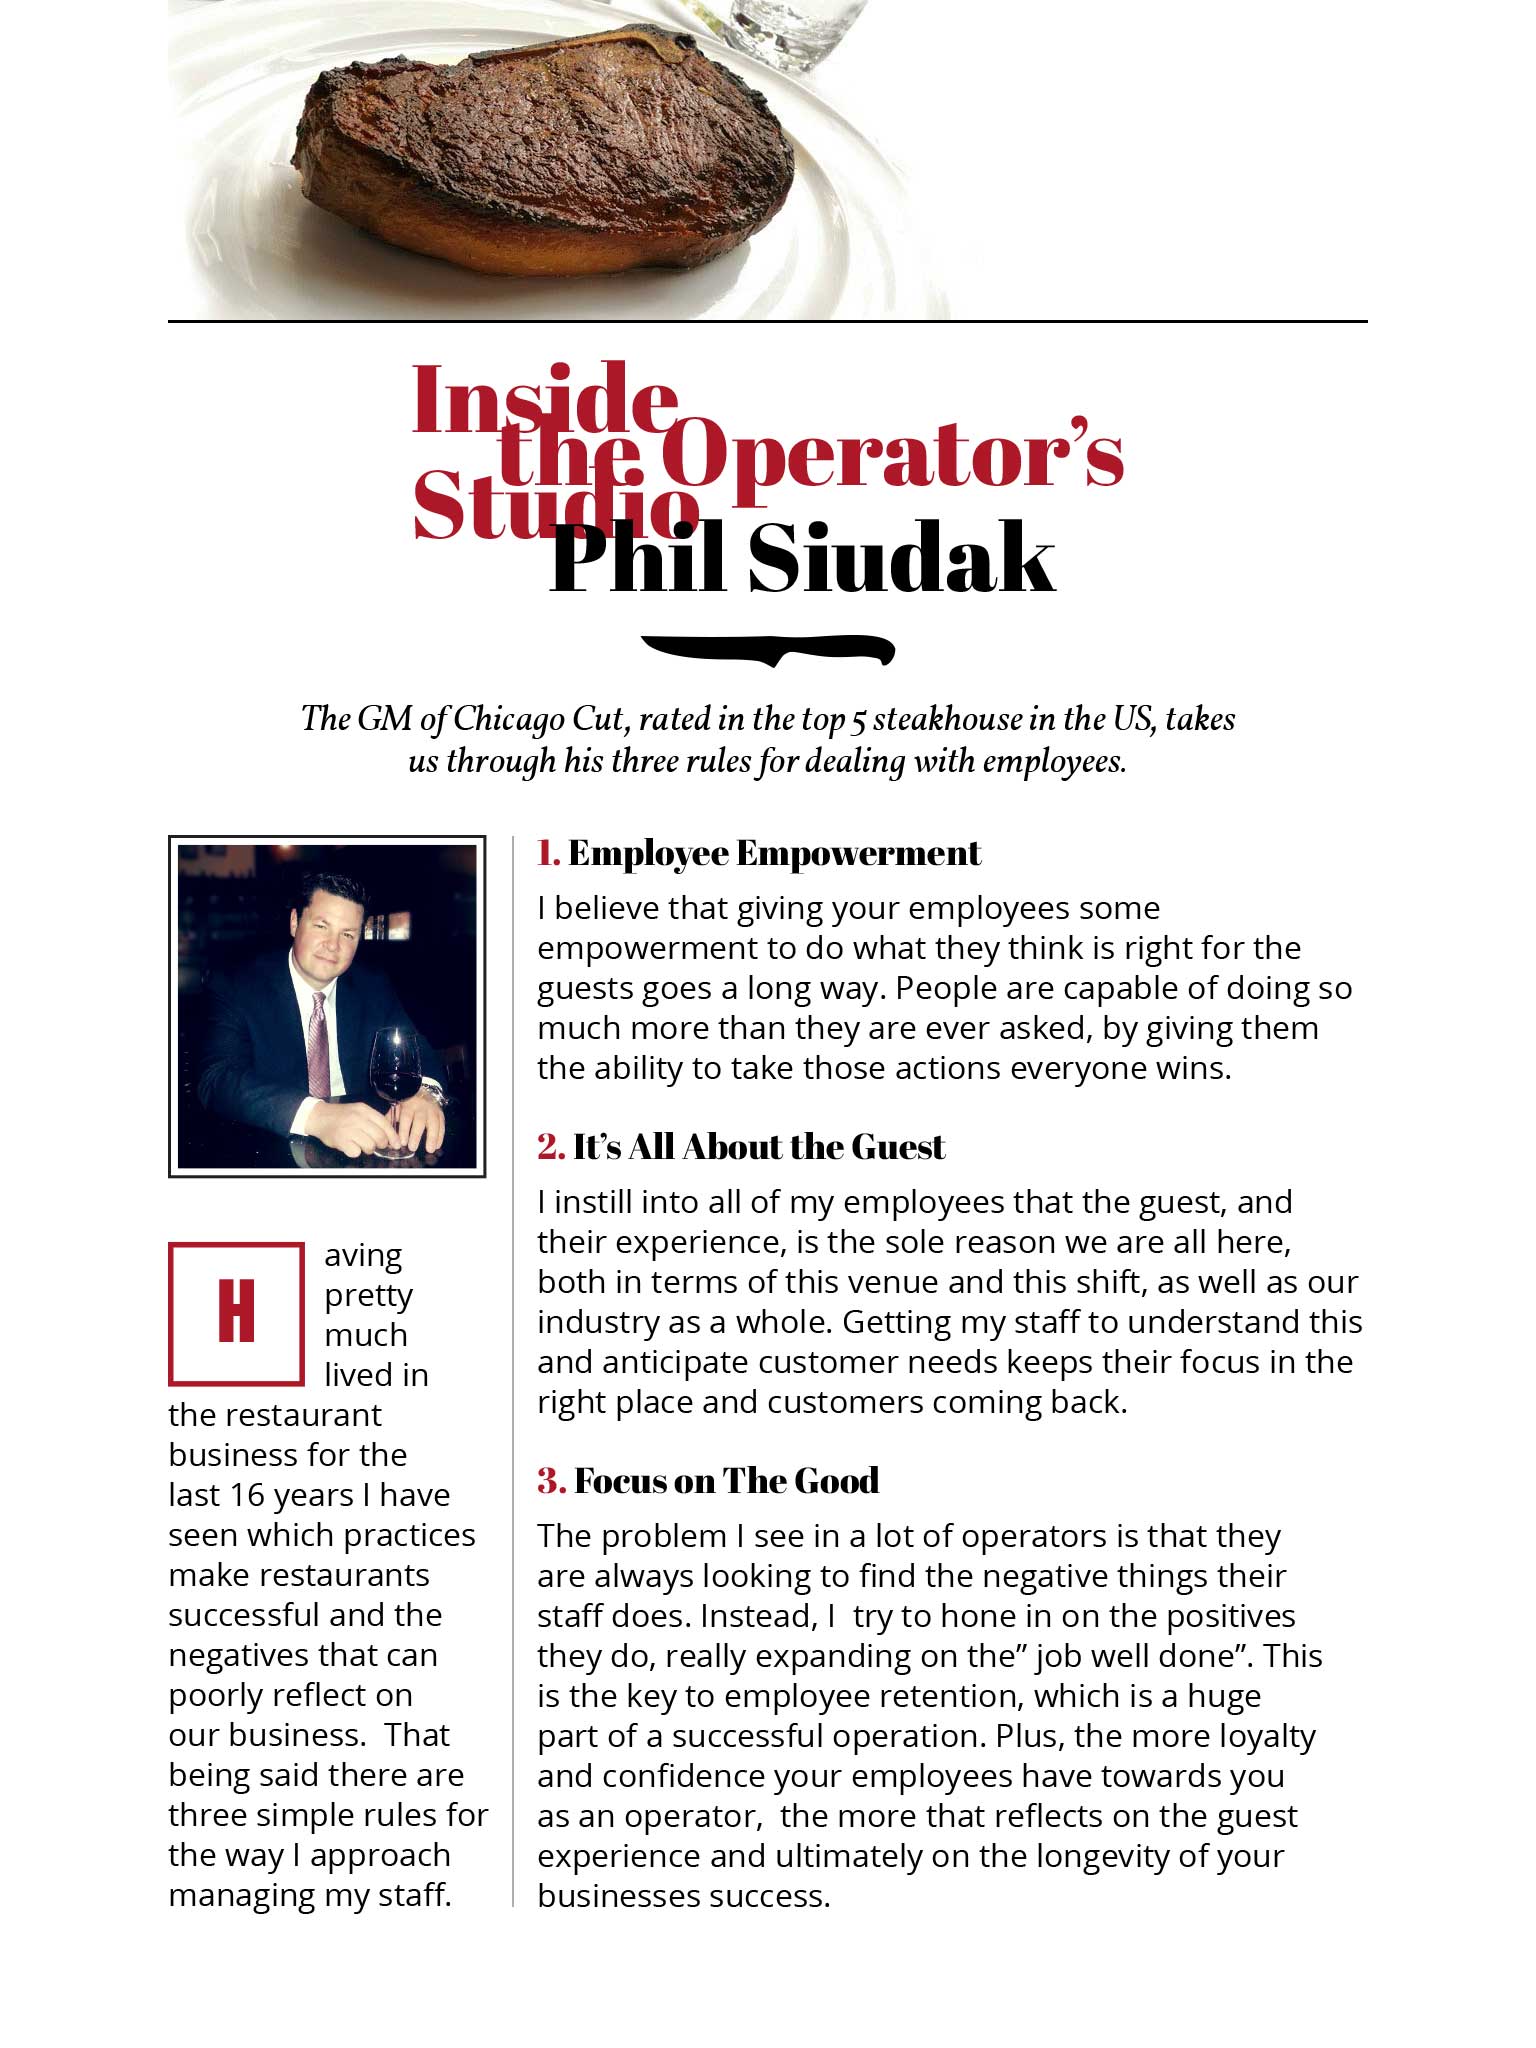 Inside
the Operator’s
Studio
Phil Siudak
The GM of Chicago Cut, rated in the top 5 steakhouse in the US, takes
us through his three rules for dealing with employees.
H
aving
pretty
much
lived in
the restaurant
business for the
last 16 years I have
seen which practices
make restaurants
successful and the
negatives that can
poorly reflect on
our business.  That
being said there are
three simple rules for
the way I approach
managing my staff.
1. Employee Empowerment
I believe that giving your employees some
empowerment to do what they think is right for the
guests goes a long way. People are capable of doing so
much more than they are ever asked, by giving them
the ability to take those actions everyone wins.
2. It’s All About the Guest
I instill into all of my employees that the guest, and
their experience, is the sole reason we are all here,
both in terms of this venue and this shift, as well as our
industry as a whole. Getting my staff to understand this
and anticipate customer needs keeps their focus in the
right place and customers coming back.
3. Focus on The Good
The problem I see in a lot of operators is that they
are always looking to find the negative things their
staff does. Instead, I  try to hone in on the positives
they do, really expanding on the” job well done”. This
is the key to employee retention, which is a huge
part of a successful operation. Plus, the more loyalty
and confidence your employees have towards you
as an operator,  the more that reflects on the guest
experience and ultimately on the longevity of your
businesses success.